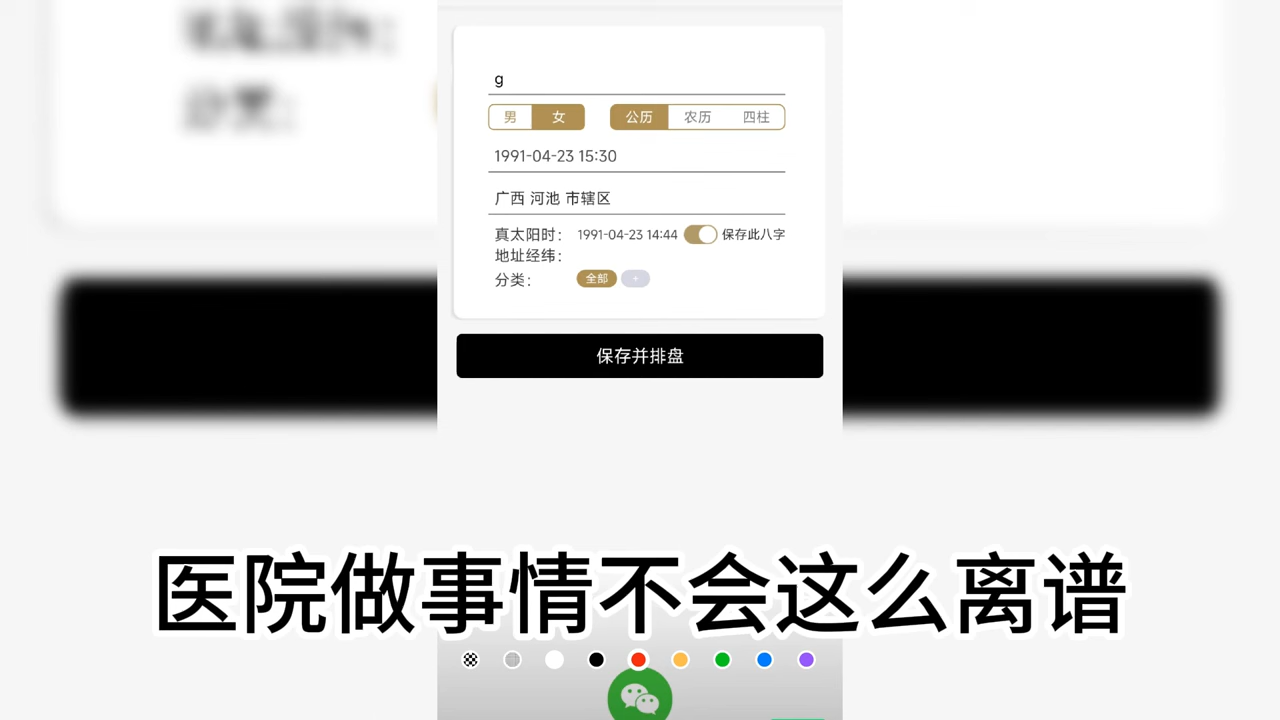 g
男 女 公历 农历 四柱
1991-04-23 15:30
广西 河池 市辖区
真太阳时： 1991-04-23 14:44 保存此八字
地址经纬：
分类： 全部 +
保存并排盘
医院做事情不会这么离谱